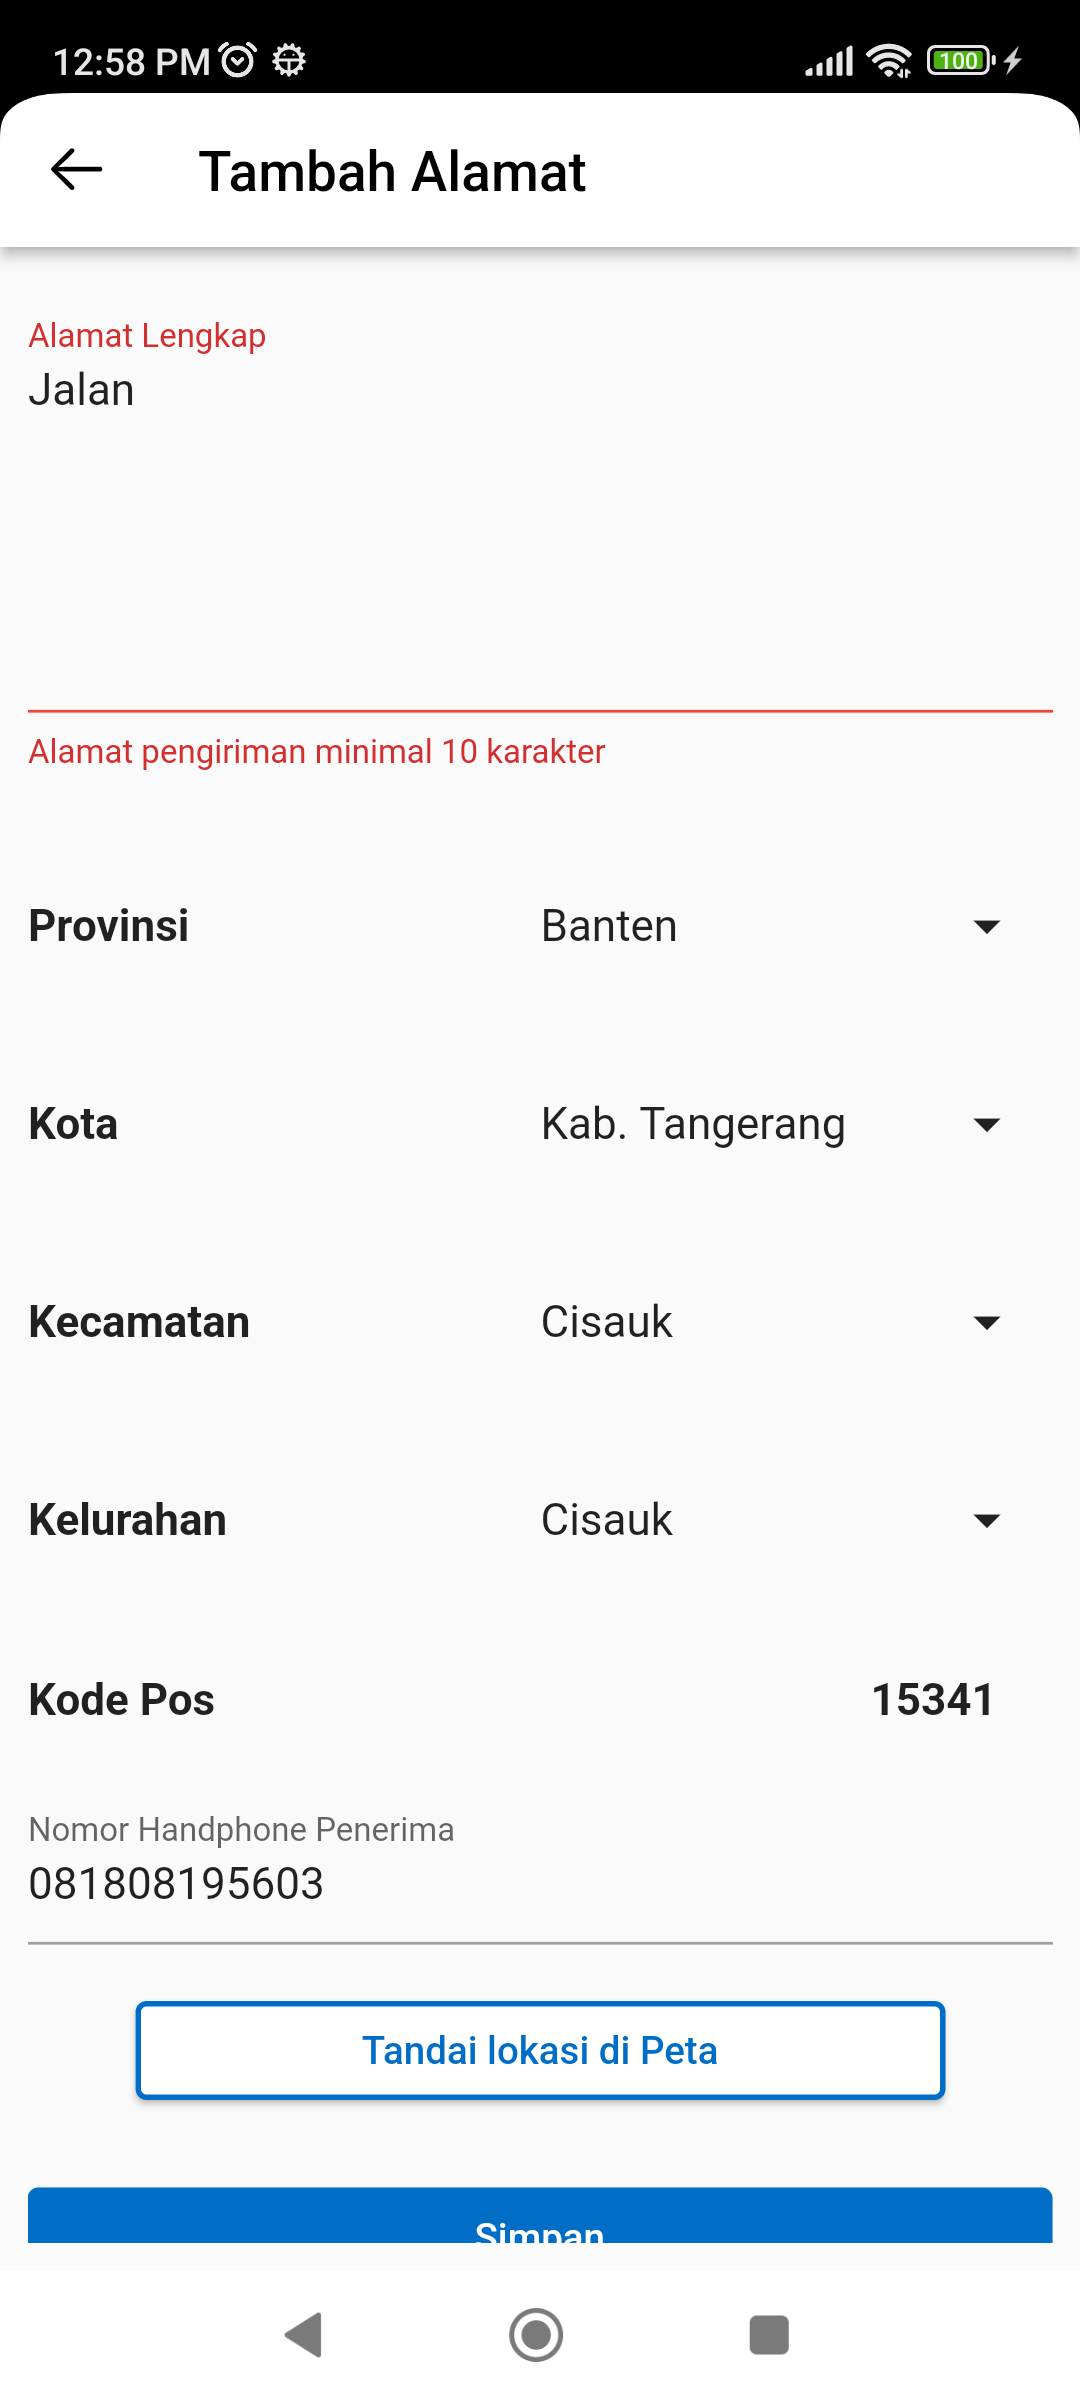 12:58 PM
100
Tambah Alamat
Alamat Lengkap
Jalan
Alamat pengiriman minimal 10 karakter
Provinsi Banten
Kota Kab. Tangerang
Kecamatan Cisauk
Kelurahan Cisauk
Kode Pos 15341
Nomor Handphone Penerima
081808195603
Tandai lokasi di Peta
Simpan